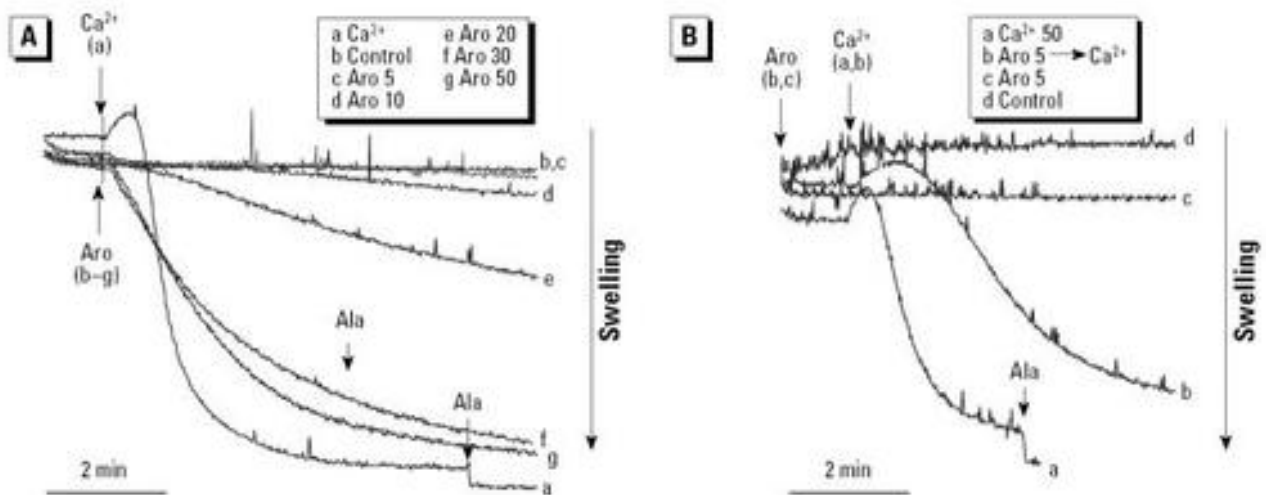 A
Ca²⁺
(a)
a Ca²⁺
b Control
c Aro 5
d Aro 10
e Aro 20
f Aro 30
g Aro 50
Aro
(b–g)
b,c
d
e
Ala
Ala
f
g
a
2 min
Swelling
B
Aro
(b,c)
Ca²⁺
(a,b)
a Ca²⁺ 50
b Aro 5 → Ca²⁺
c Aro 5
d Control
d
c
b
Ala
a
2 min
Swelling